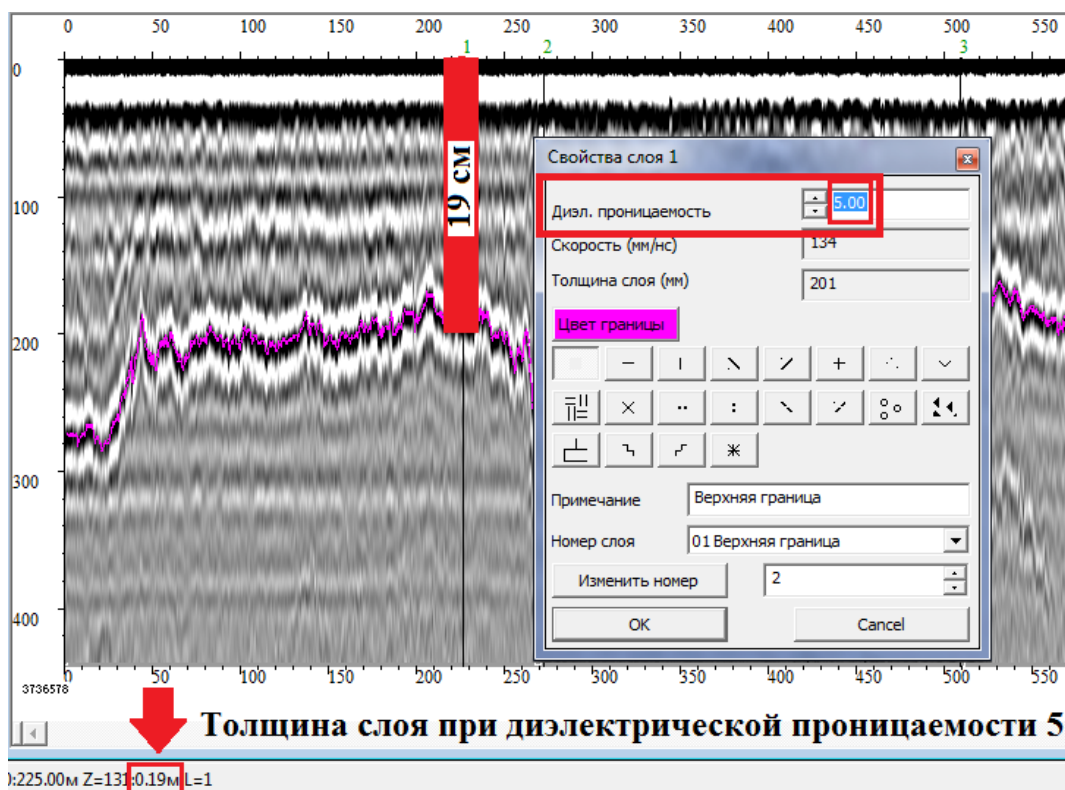 0 50 100 150 200 250 300 350 400 450 500 550
1 2 3
0
100
200
300
400
19 см
Свойства слоя 1
Диэл. проницаемость 5.00
Скорость (мм/нс) 134
Толщина слоя (мм) 201
Цвет границы
Примечание Верхняя граница
Номер слоя 01 Верхняя граница
Изменить номер 2
OK Cancel
0 50 100 150 200 250 300 350 400 450 500 550
3736578
Толщина слоя при диэлектрической проницаемости 5
:225.00м Z=131:0.19м L=1